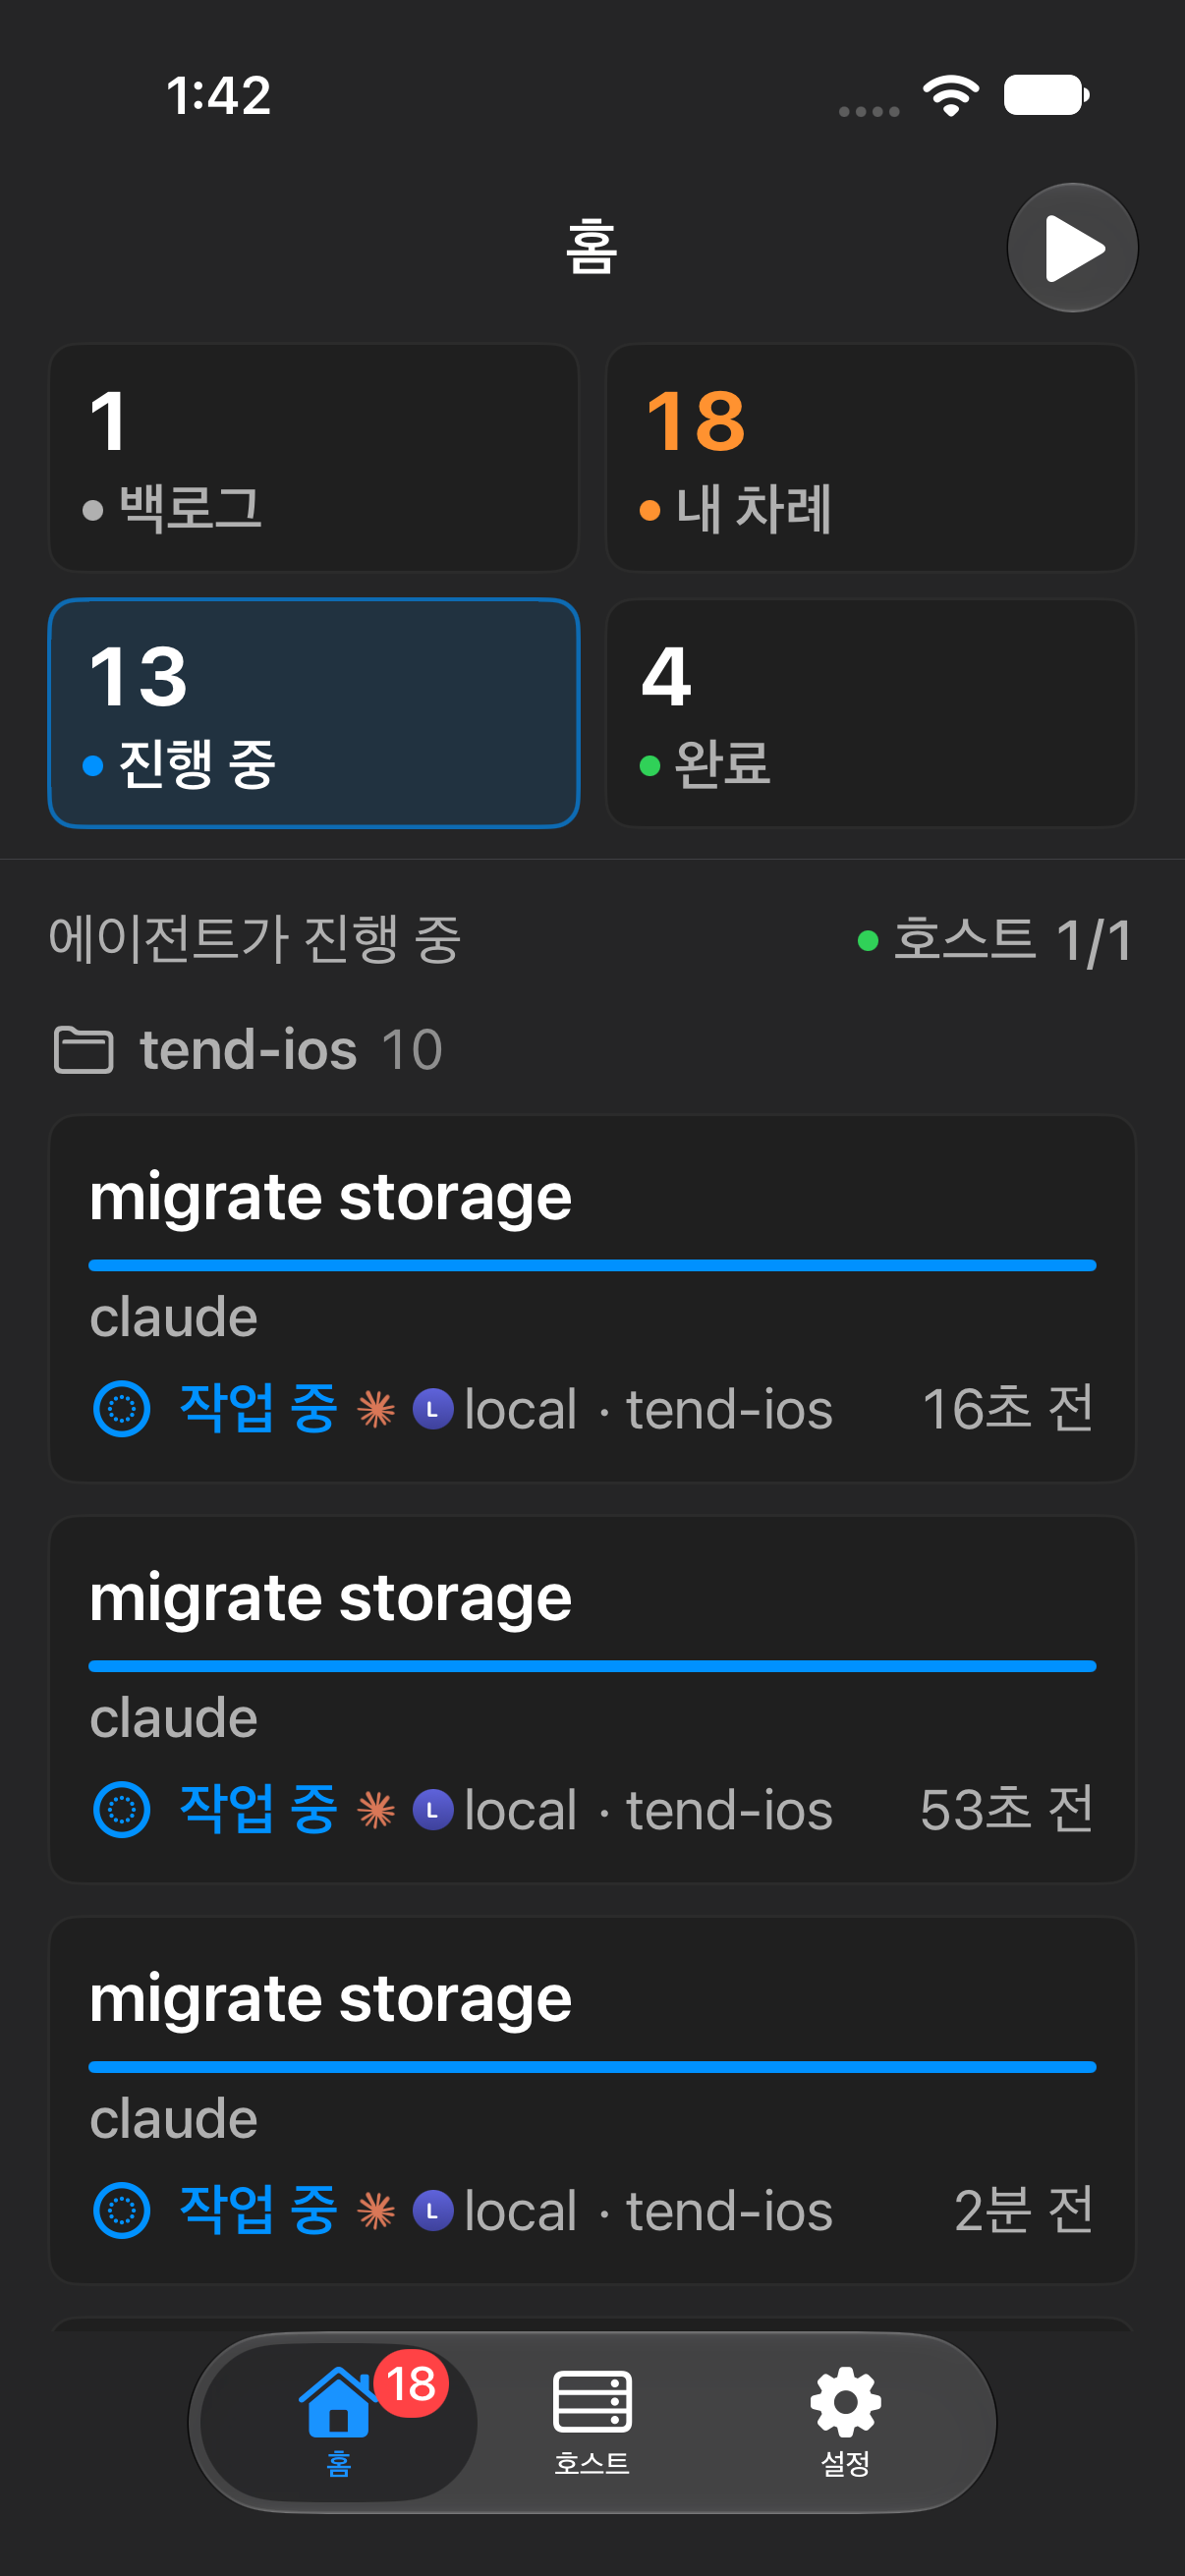 1:42
홈
1
백로그
18
내 차례
13
진행 중
4
완료
에이전트가 진행 중
호스트 1/1
tend-ios 10
migrate storage
claude
작업 중 L local · tend-ios 16초 전
migrate storage
claude
작업 중 L local · tend-ios 53초 전
migrate storage
claude
작업 중 L local · tend-ios 2분 전
18
홈
호스트
설정